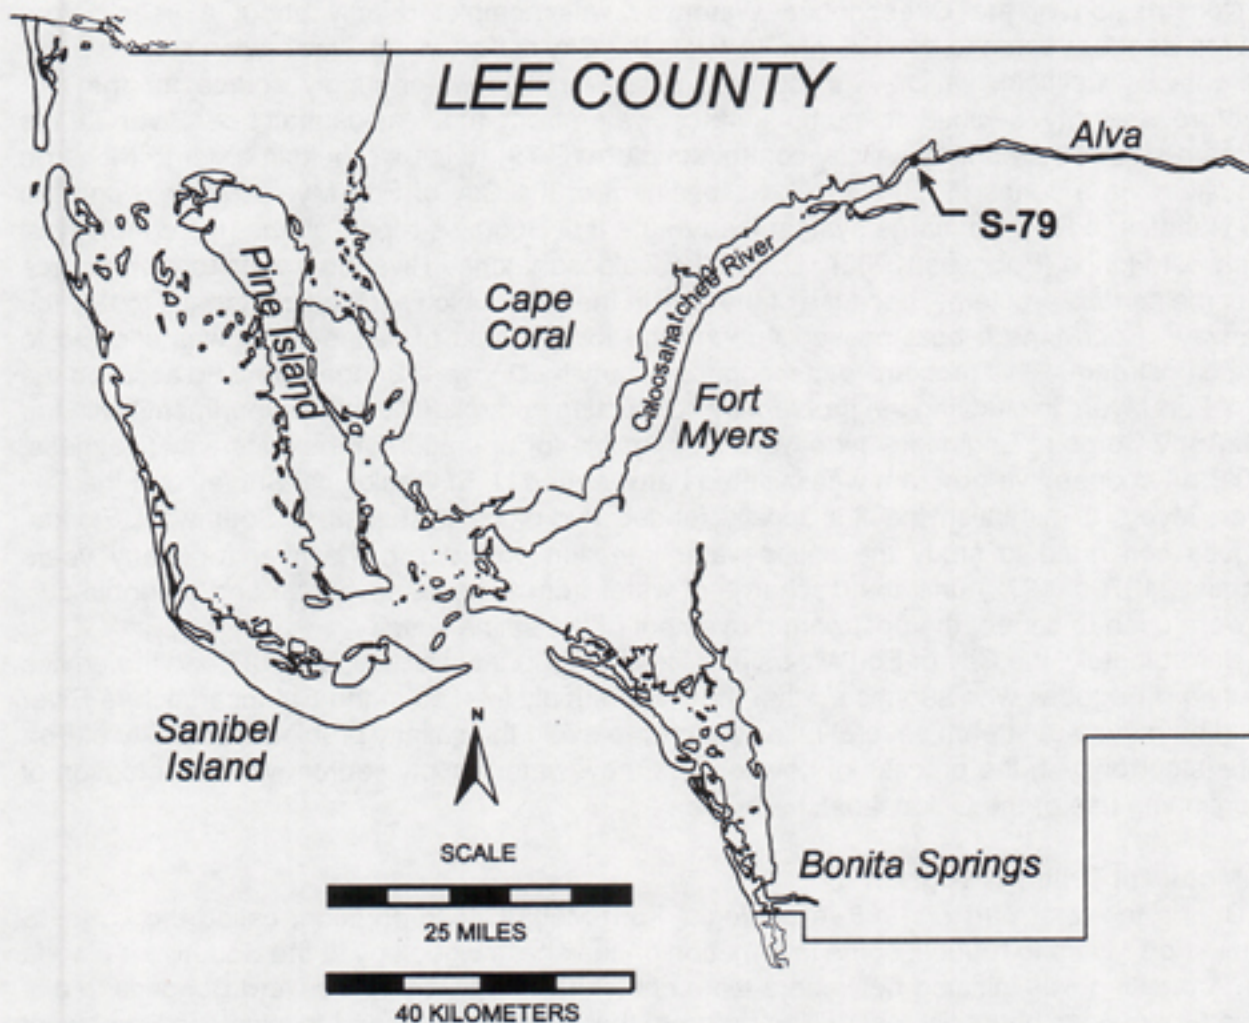 LEE COUNTY
Alva
S-79
Pine Island
Cape
Coral
Caloosahatchee River
Fort
Myers
Sanibel
Island
N
SCALE
25 MILES
40 KILOMETERS
Bonita Springs